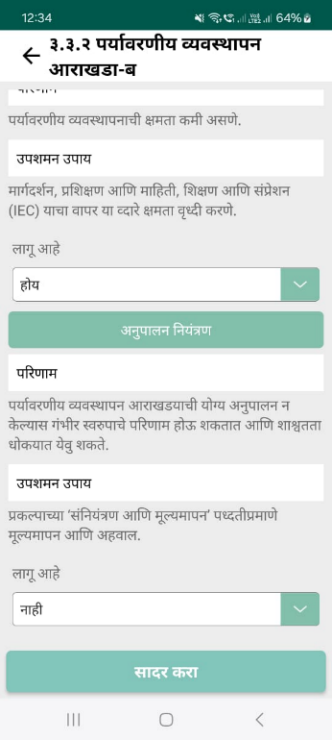 12:34
64%
३.३.२ पर्यावरणीय व्यवस्थापन
आराखडा-ब
पर्यावरणीय व्यवस्थापनाची क्षमता कमी असणे.
उपशमन उपाय
मार्गदर्शन, प्रशिक्षण आणि माहिती, शिक्षण आणि संप्रेशन
(IEC) याचा वापर या व्दारे क्षमता वृध्दी करणे.
लागू आहे
होय
अनुपालन नियंत्रण
परिणाम
पर्यावरणीय व्यवस्थापन आराखडयाची योग्य अनुपालन न
केल्यास गंभीर स्वरुपाचे परिणाम होऊ शकतात आणि शाश्वतता
धोकयात येवु शकते.
उपशमन उपाय
प्रकल्पाच्या 'संनियंत्रण आणि मूल्यमापन' पध्दतीप्रमाणे
मूल्यमापन आणि अहवाल.
लागू आहे
नाही
सादर करा